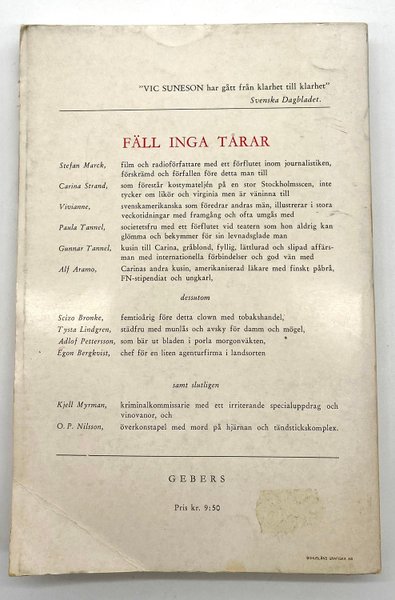 "VIC SUNESON har gått från klarhet till klarhet"
Svenska Dagbladet.
FÄLL INGA TÅRAR
Stefan Marck, film och radioförfattare med ett förflutet inom journalistiken,
förskrämd och förfallen före detta man till
Carina Strand, som förestår kostymateljén på en stor Stockholmsscen, inte
tycker om likör och virginia men är väninna till
Vivianne, svenskamerikanska som föredrar andras män, illustrerar i stora
veckotidningar med framgång och ofta umgås med
Paula Tannel, societetsfru med ett förflutet vid teatern som hon aldrig kan
glömma och bekymmer för sin levnadsglade man
Gunnar Tannel, kusin till Carina, gråblond, fyllig, lättlurad och slipad affärs-
man med internationella förbindelser och god vän med
Alf Aramo, Carinas andra kusin, amerikaniserad läkare med finskt påbrå,
FN-stipendiat och ungkarl,
dessutom
Scizo Bronke, femtioårig före detta clown med tobakshandel,
Tysta Lindgren, städfru med munlås och avsky för damm och mögel,
Adlof Pettersson, som bär ut bladen i porla morgonväkten,
Egon Bergkvist, chef för en liten agenturfirma i landsorten
samt slutligen
Kjell Myrman, kriminalkommissarie med ett irriterande specialuppdrag och
vinovanor, och
O. P. Nilsson, överkonstapel med mord på hjärnan och tändstickskomplex.
GEBERS
Pris kr. 9:50